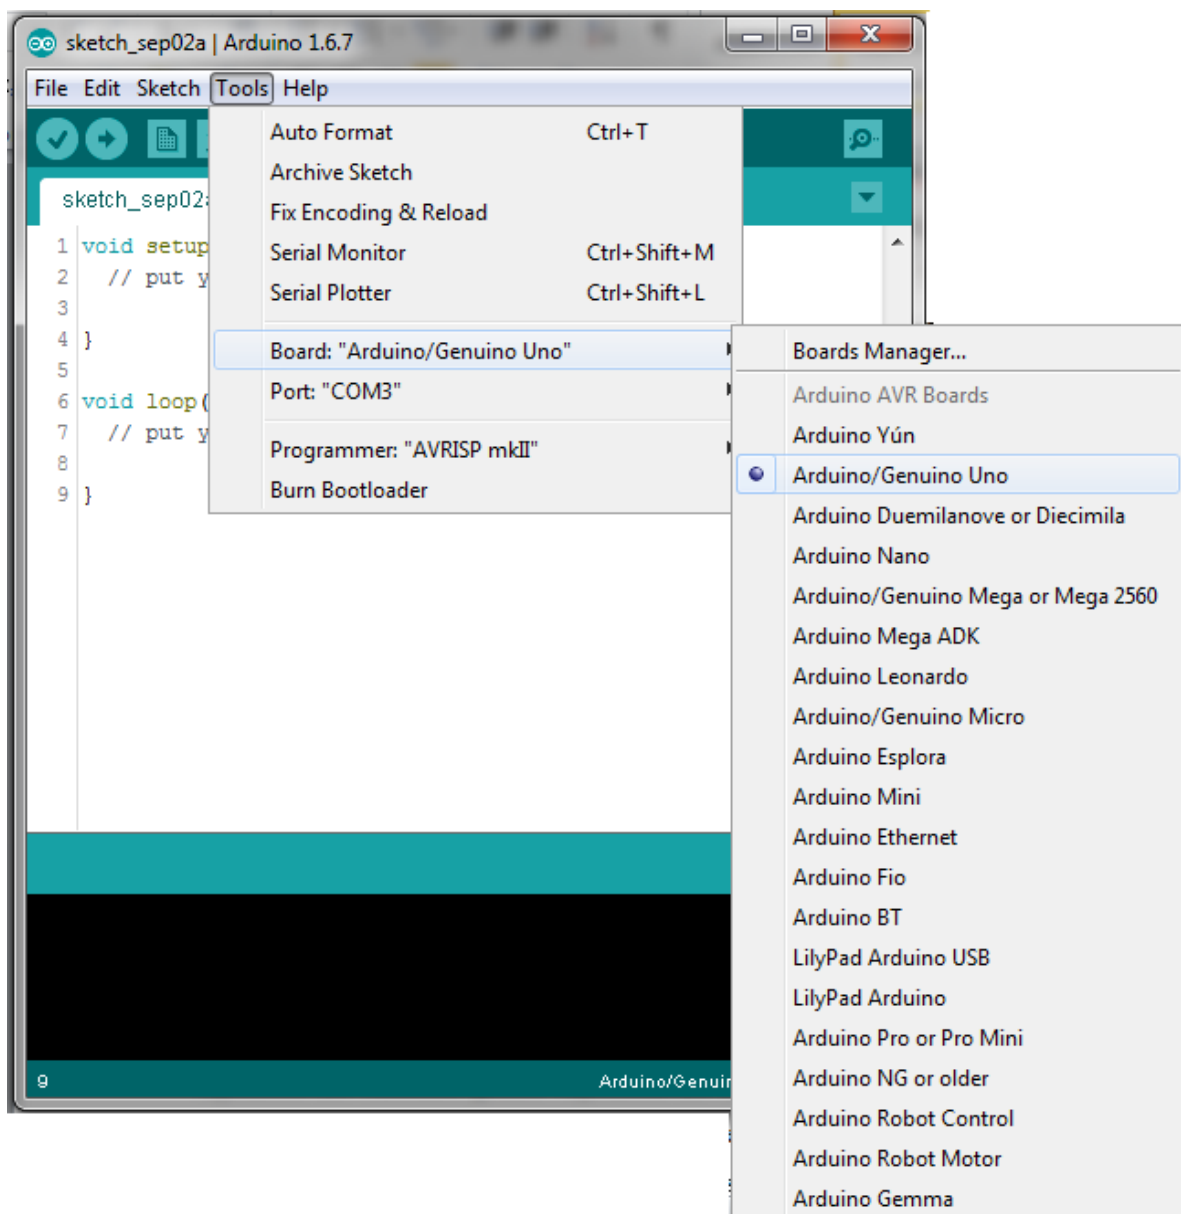 sketch_sep02a | Arduino 1.6.7
File Edit Sketch Tools Help
sketch_sep02a
1 void setup
2 // put y
3
4 }
5
6 void loop(
7 // put y
8
9 }
Auto Format Ctrl+T
Archive Sketch
Fix Encoding & Reload
Serial Monitor Ctrl+Shift+M
Serial Plotter Ctrl+Shift+L
Board: "Arduino/Genuino Uno"
Port: "COM3"
Programmer: "AVRISP mkII"
Burn Bootloader
Boards Manager...
Arduino AVR Boards
Arduino Yún
Arduino/Genuino Uno
Arduino Duemilanove or Diecimila
Arduino Nano
Arduino/Genuino Mega or Mega 2560
Arduino Mega ADK
Arduino Leonardo
Arduino/Genuino Micro
Arduino Esplora
Arduino Mini
Arduino Ethernet
Arduino Fio
Arduino BT
LilyPad Arduino USB
LilyPad Arduino
Arduino Pro or Pro Mini
Arduino NG or older
Arduino Robot Control
Arduino Robot Motor
Arduino Gemma
9 Arduino/Genuin